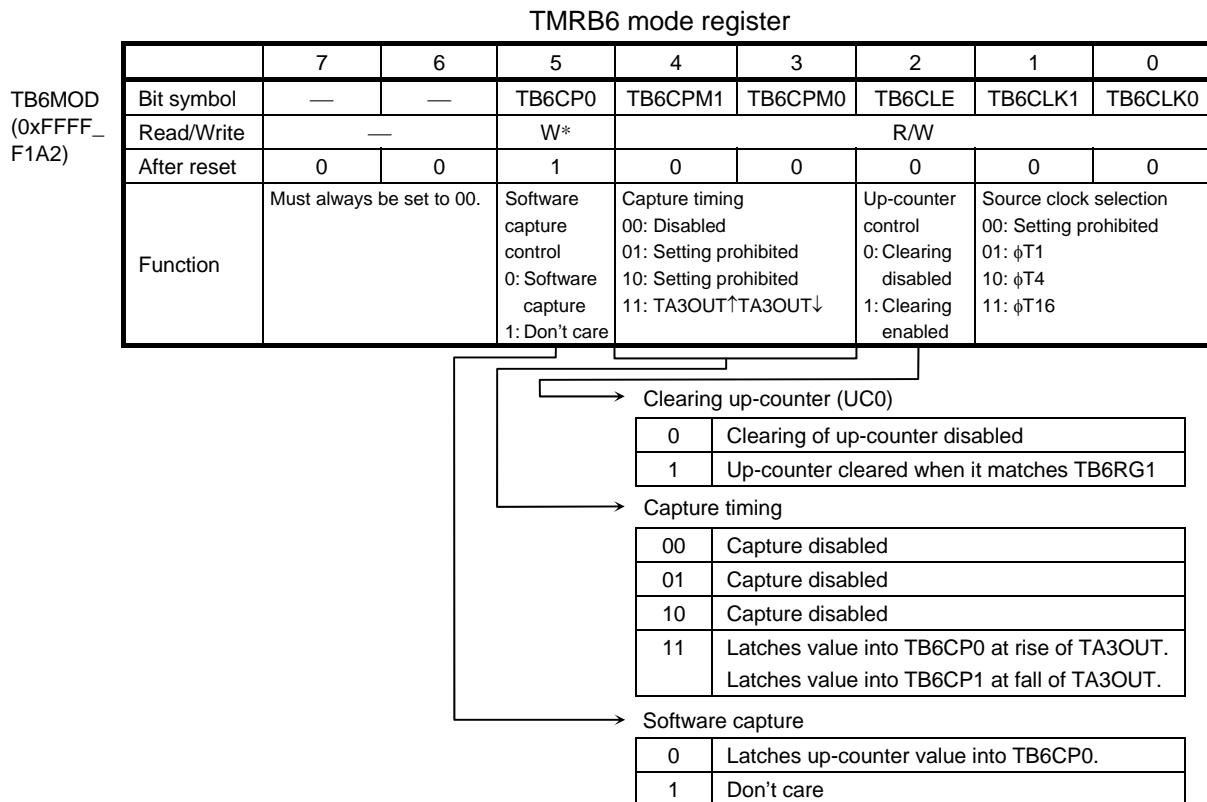 TMRB6 mode register
7 6 5 4 3 2 1 0
TB6MOD
(0xFFFF_
F1A2)
Bit symbol — — TB6CP0 TB6CPM1 TB6CPM0 TB6CLE TB6CLK1 TB6CLK0
Read/Write — W* R/W
After reset 0 0 1 0 0 0 0 0
Function
Must always be set to 00.
Software
capture
control
0: Software
capture
1: Don't care
Capture timing
00: Disabled
01: Setting prohibited
10: Setting prohibited
11: TA3OUT↑TA3OUT↓
Up-counter
control
0: Clearing
disabled
1: Clearing
enabled
Source clock selection
00: Setting prohibited
01: ϕT1
10: ϕT4
11: ϕT16
Clearing up-counter (UC0)
0 Clearing of up-counter disabled
1 Up-counter cleared when it matches TB6RG1
Capture timing
00 Capture disabled
01 Capture disabled
10 Capture disabled
11 Latches value into TB6CP0 at rise of TA3OUT.
Latches value into TB6CP1 at fall of TA3OUT.
Software capture
0 Latches up-counter value into TB6CP0.
1 Don't care